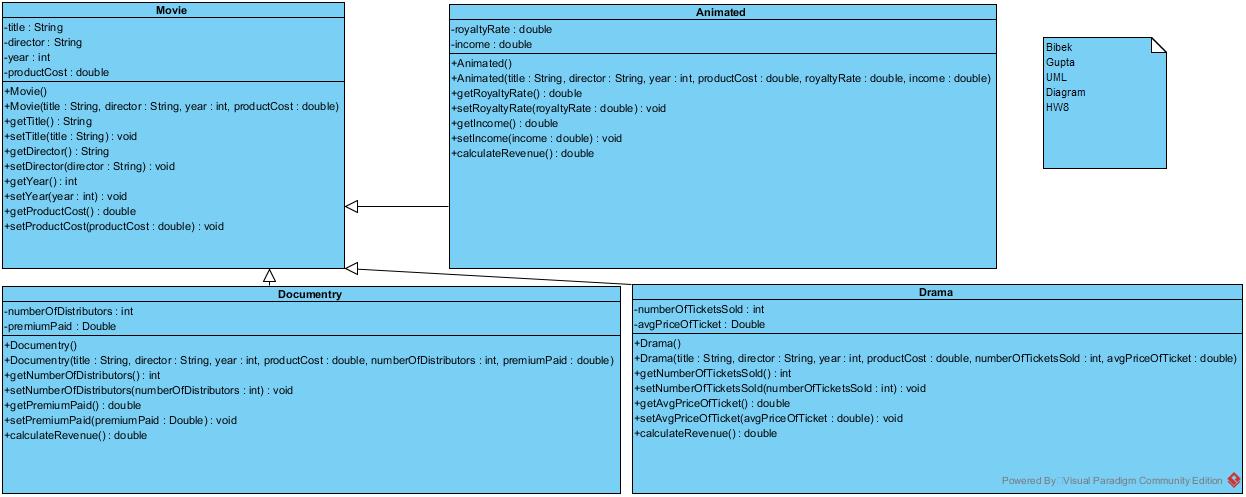 Movie
-title : String
-director : String
-year : int
-productCost : double
+Movie()
+Movie(title : String, director : String, year : int, productCost : double)
+getTitle() : String
+setTitle(title : String) : void
+getDirector() : String
+setDirector(director : String) : void
+getYear() : int
+setYear(year : int) : void
+getProductCost() : double
+setProductCost(productCost : double) : void
Animated
-royaltyRate : double
-income : double
+Animated()
+Animated(title : String, director : String, year : int, productCost : double, royaltyRate : double, income : double)
+getRoyaltyRate() : double
+setRoyaltyRate(royaltyRate : double) : void
+getIncome() : double
+setIncome(income : double) : void
+calculateRevenue() : double
Bibek
Gupta
UML
Diagram
HW8
Documentry
-numberOfDistributors : int
-premiumPaid : Double
+Documentry()
+Documentry(title : String, director : String, year : int, productCost : double, numberOfDistributors : int, premiumPaid : double)
+getNumberOfDistributors() : int
+setNumberOfDistributors(numberOfDistributors : int) : void
+getPremiumPaid() : double
+setPremiumPaid(premiumPaid : Double) : void
+calculateRevenue() : double
Drama
-numberOfTicketsSold : int
-avgPriceOfTicket : Double
+Drama()
+Drama(title : String, director : String, year : int, productCost : double, numberOfTicketsSold : int, avgPriceOfTicket : double)
+getNumberOfTicketsSold() : int
+setNumberOfTicketsSold(numberOfTicketsSold : int) : void
+getAvgPriceOfTicket() : double
+setAvgPriceOfTicket(avgPriceOfTicket : double) : void
+calculateRevenue() : double
Powered By Visual Paradigm Community Edition